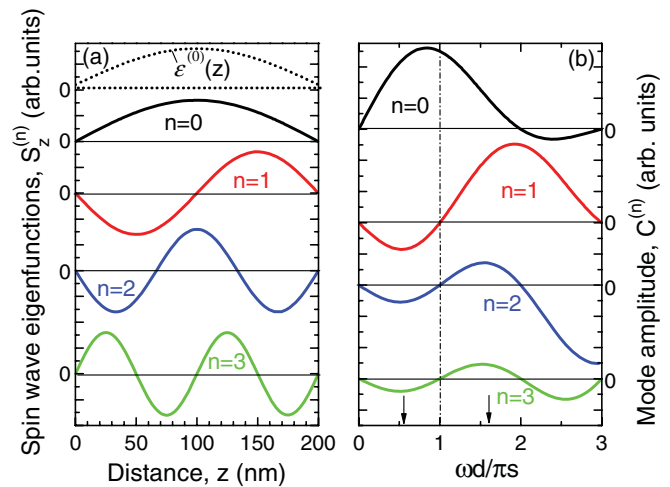 Spin wave eigenfunctions, S_z^(n) (arb.units)
(a)
ε^(0)(z)
0
n=0
0
n=1
0
n=2
0
n=3
0
0 50 100 150 200
Distance, z (nm)
(b)
n=0
0
n=1
0
n=2
0
n=3
0
0 1 2 3
ωd/πs
Mode amplitude, C^(n) (arb. units)